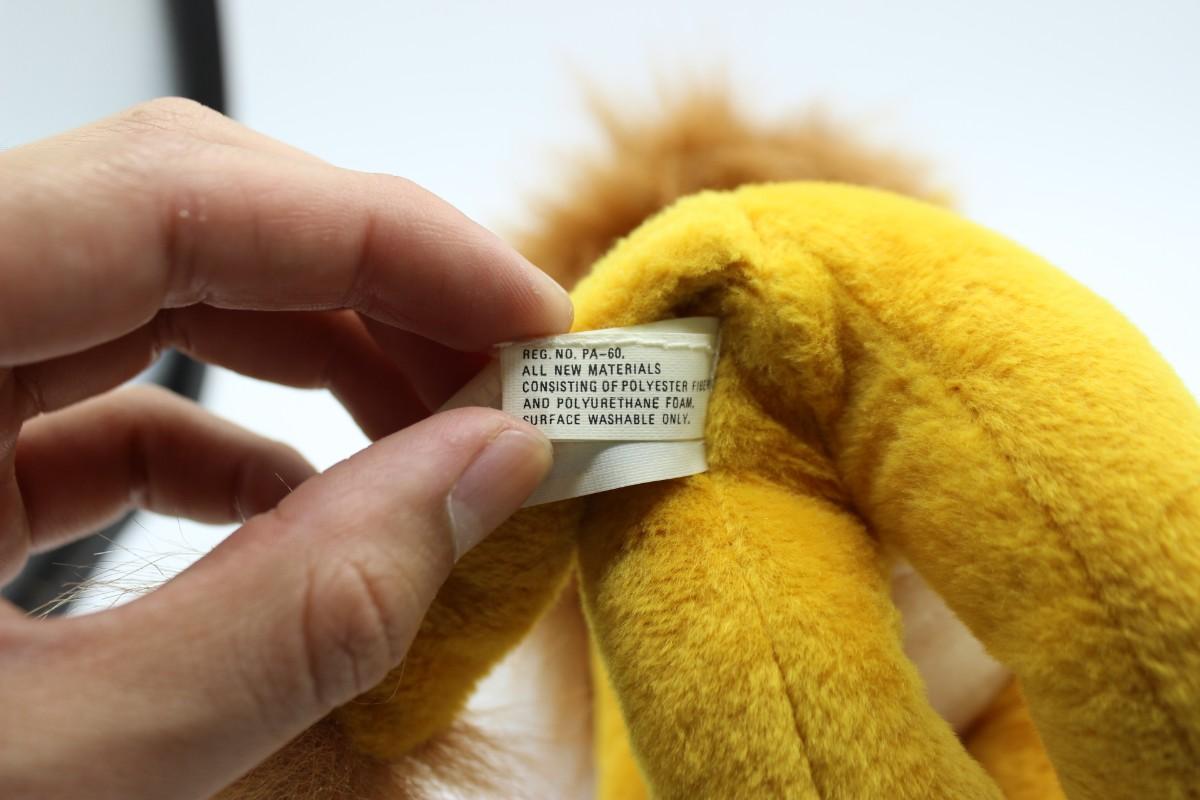 REG. NO. PA-60.
ALL NEW MATERIALS
CONSISTING OF POLYESTER FIBER
AND POLYURETHANE FOAM.
SURFACE WASHABLE ONLY.